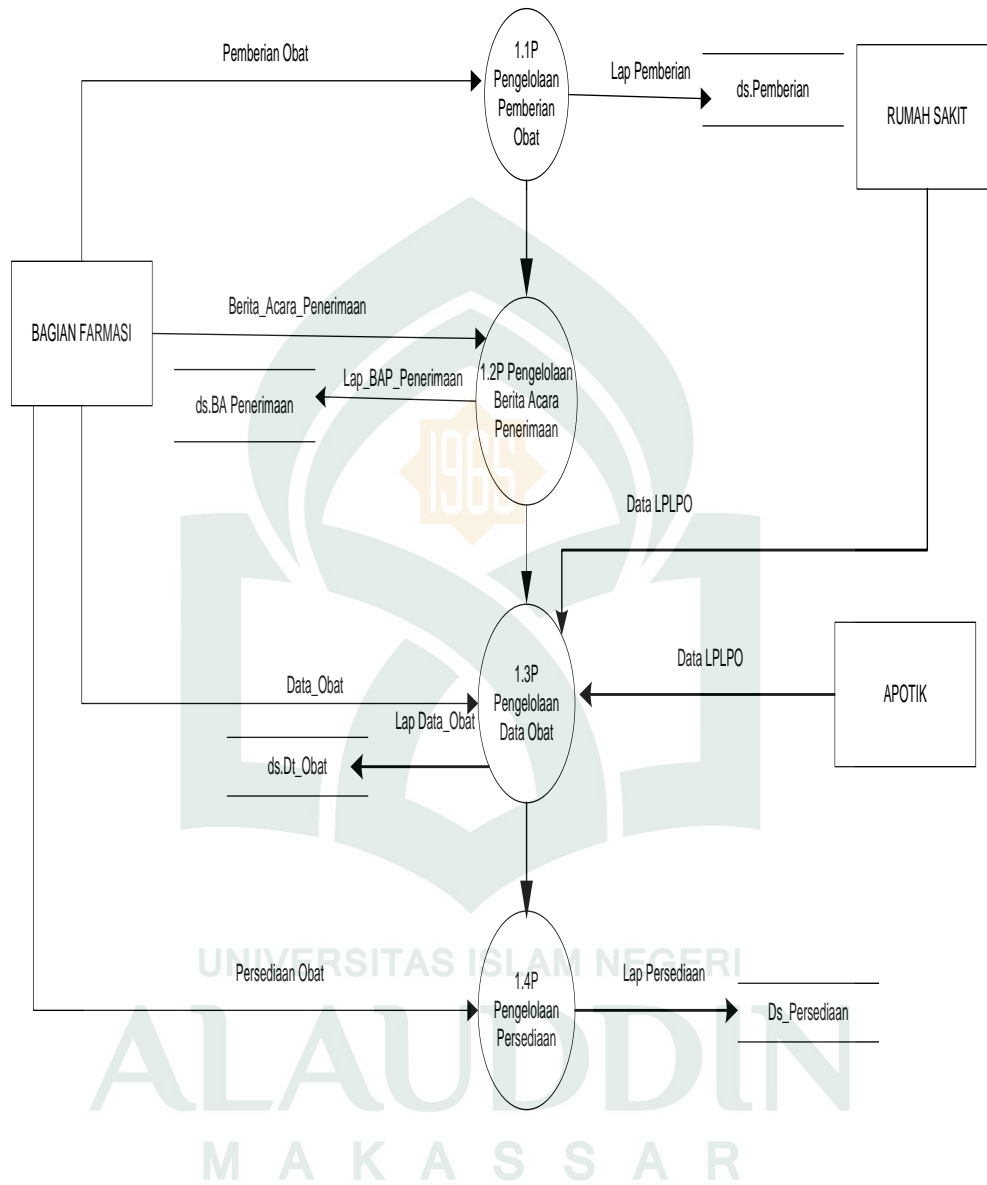 Pemberian Obat
1.1P
Pengelolaan
Pemberian
Obat
Lap Pemberian
ds.Pemberian
RUMAH SAKIT
BAGIAN FARMASI
Berita_Acara_Penerimaan
1.2P Pengelolaan
Berita Acara
Penerimaan
Lap_BAP_Penerimaan
ds.BA Penerimaan
1965
Data LPLPO
Data_Obat
1.3P
Pengelolaan
Data Obat
Data LPLPO
APOTIK
Lap Data_Obat
ds.Dt_Obat
UNIVERSITAS ISLAM NEGERI
Persediaan Obat
1.4P
Pengelolaan
Persediaan
Lap Persediaan
Ds_Persediaan
ALAUDDIN
MAKASSAR